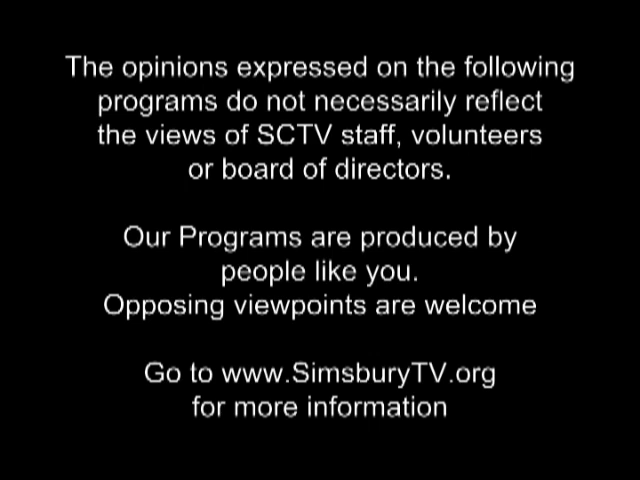 The opinions expressed on the following
programs do not necessarily reflect
the views of SCTV staff, volunteers
or board of directors.
Our Programs are produced by
people like you.
Opposing viewpoints are welcome
Go to www.SimsburyTV.org
for more information